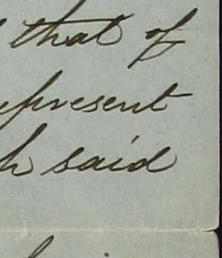 that of
epresent
h said